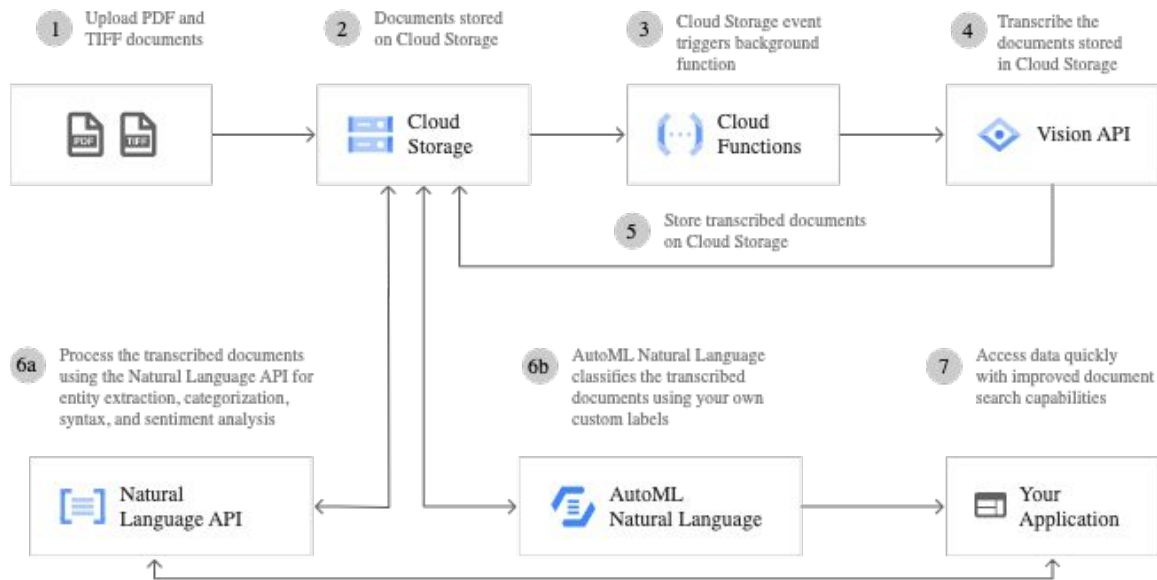 1
Upload PDF and
TIFF documents
2
Documents stored
on Cloud Storage
3
Cloud Storage event
triggers background
function
4
Transcribe the
documents stored
in Cloud Storage
PDF
TIFF
Cloud
Storage
Cloud
Functions
Vision API
5
Store transcribed documents
on Cloud Storage
6a
Process the transcribed documents
using the Natural Language API for
entity extraction, categorization,
syntax, and sentiment analysis
6b
AutoML Natural Language
classifies the transcribed
documents using your own
custom labels
7
Access data quickly
with improved document
search capabilities
Natural
Language API
AutoML
Natural Language
Your
Application